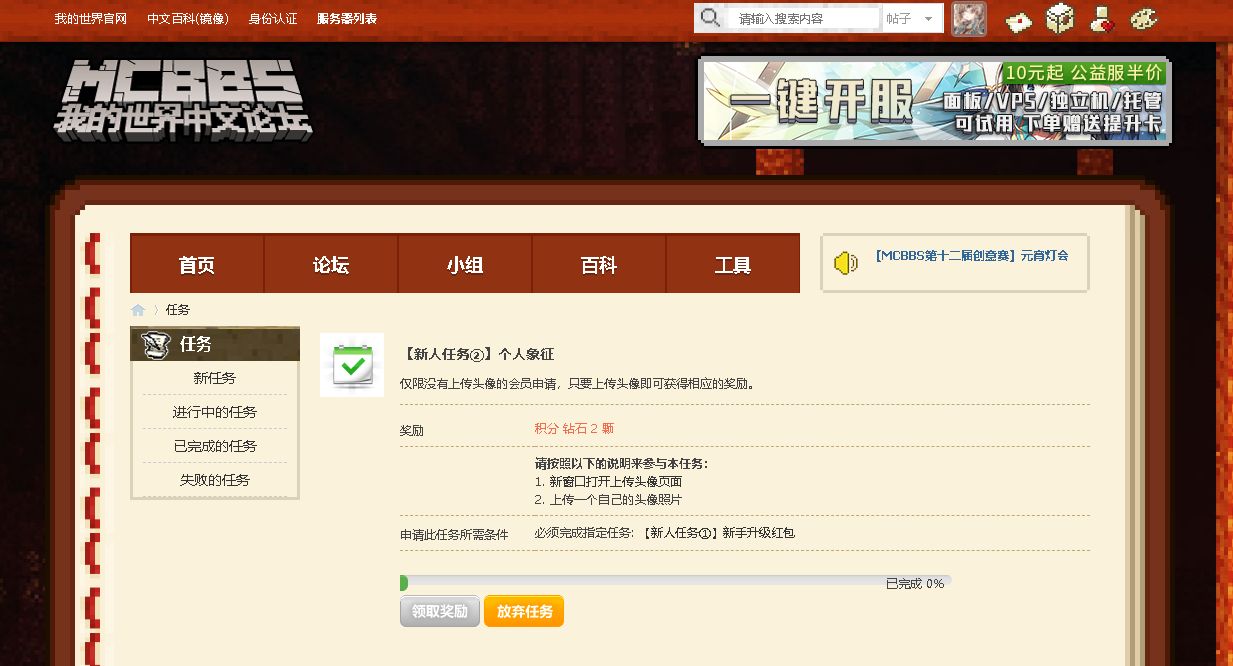 我的世界官网 中文百科(镜像) 身份认证 服务器列表
请输入搜索内容 帖子
MCBBS
我的世界中文论坛
10元起 公益服半价
一键开服
面板/VPS/独立机/托管
可试用 下单赠送提升卡
首页 论坛 小组 百科 工具
【MCBBS第十二届创意赛】元宵灯会
任务
任务
新任务
进行中的任务
已完成的任务
失败的任务
【新人任务②】个人象征
仅限没有上传头像的会员申请，只要上传头像即可获得相应的奖励。
奖励 积分 钻石 2 颗
请按照以下的说明来参与本任务：
1. 新窗口打开上传头像页面
2. 上传一个自己的头像照片
申请此任务所需条件 必须完成指定任务: 【新人任务①】新手升级红包
已完成 0%
领取奖励 放弃任务